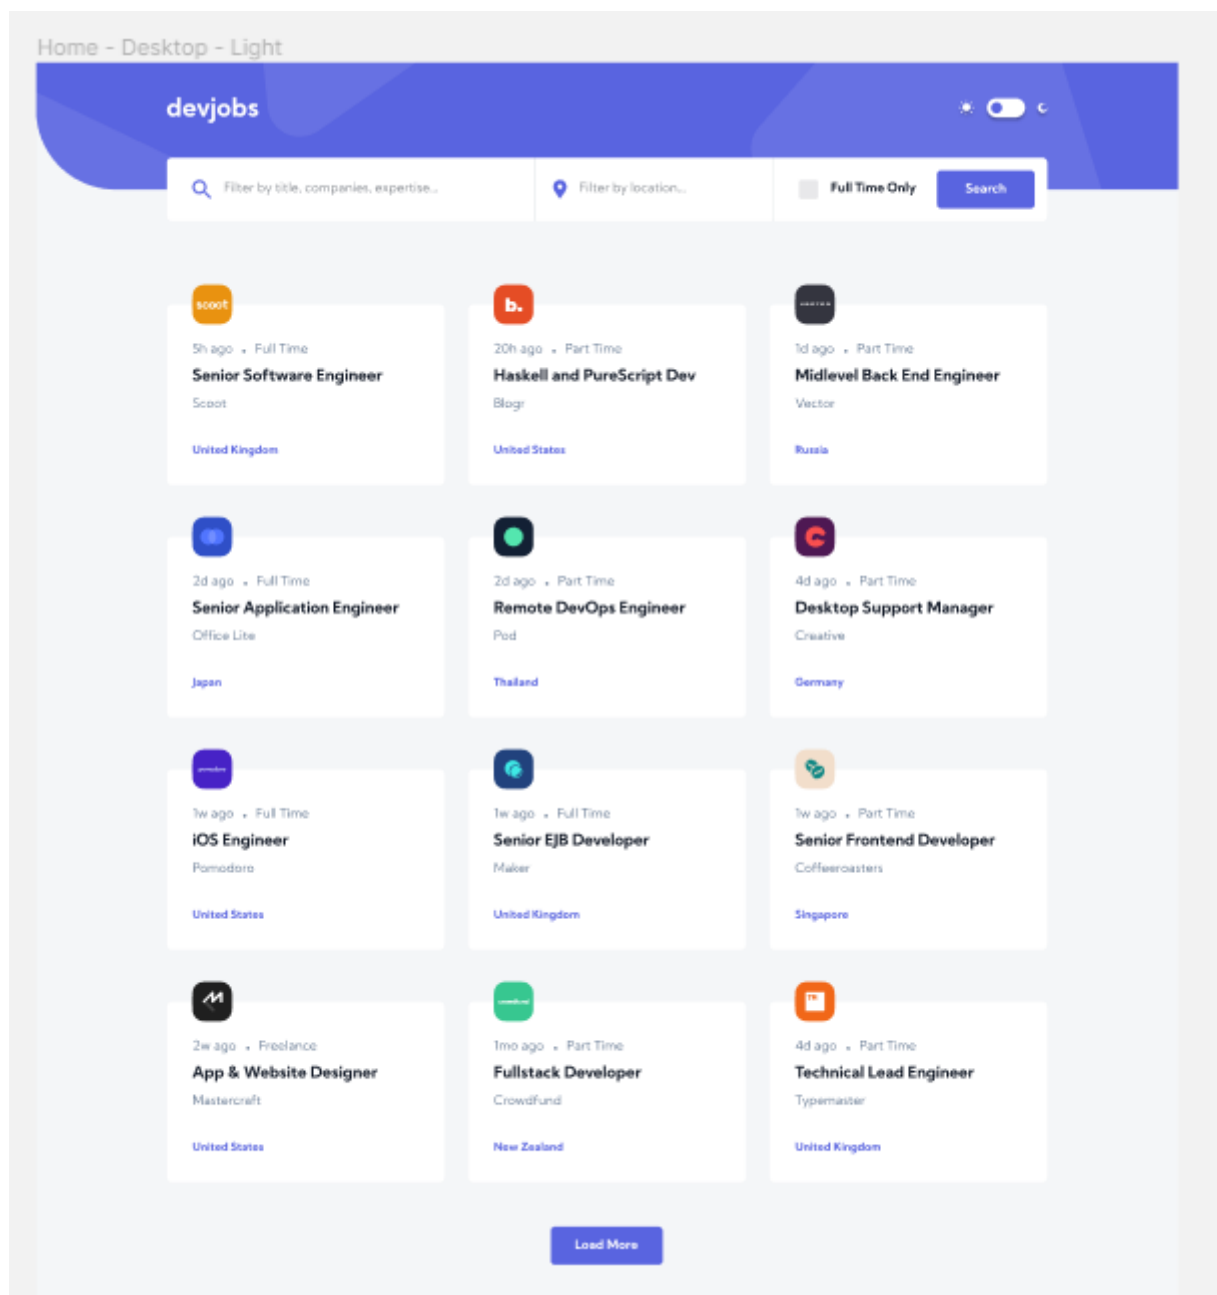 Home - Desktop - Light
devjobs
Filter by title, companies, expertise...
Filter by location...
Full Time Only
Search
scoot
5h ago . Full Time
Senior Software Engineer
Scoot
United Kingdom
b.
20h ago . Part Time
Haskell and PureScript Dev
Blogr
United States
VECTOR
1d ago . Part Time
Midlevel Back End Engineer
Vector
Russia
2d ago . Full Time
Senior Application Engineer
Office Lite
Japan
2d ago . Part Time
Remote DevOps Engineer
Pod
Thailand
4d ago . Part Time
Desktop Support Manager
Creative
Germany
pomodoro
1w ago . Full Time
iOS Engineer
Pomodoro
United States
1w ago . Full Time
Senior EJB Developer
Maker
United Kingdom
1w ago . Part Time
Senior Frontend Developer
Coffeeroasters
Singapore
2w ago . Freelance
App & Website Designer
Mastercraft
United States
crowdfund
1mo ago . Part Time
Fullstack Developer
Crowdfund
New Zealand
TM
4d ago . Part Time
Technical Lead Engineer
Typemaster
United Kingdom
Load More